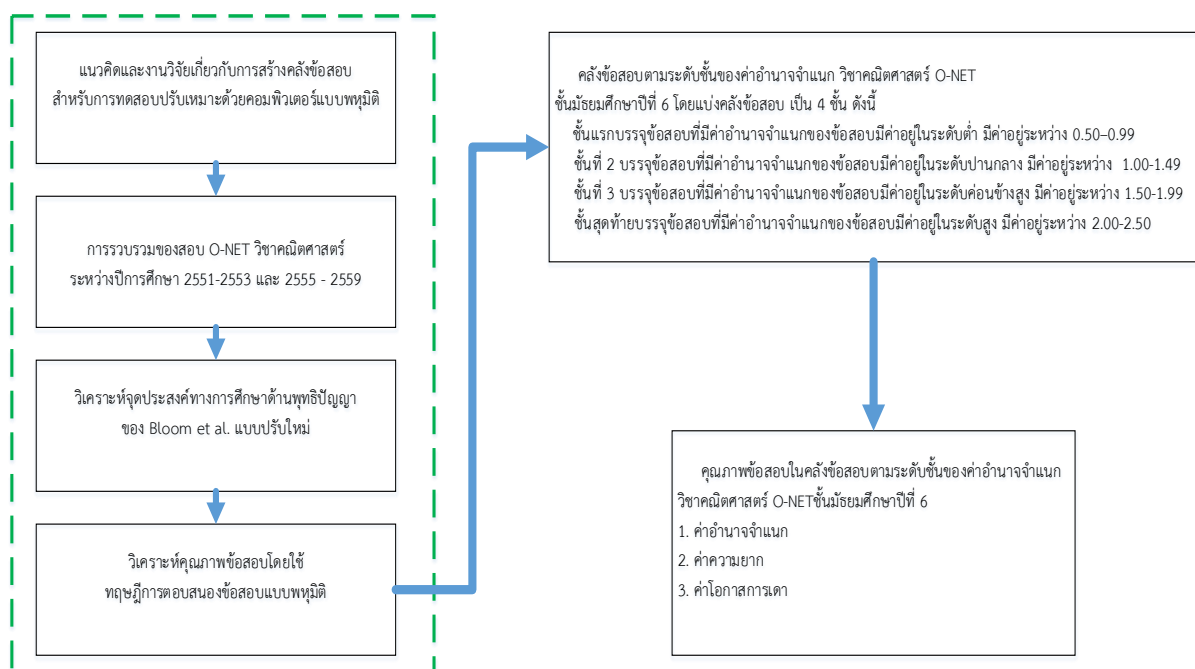 แนวคิดและงานวิจัยเกี่ยวกับการสร้างคลังข้อสอบ
สำหรับการทดสอบปรับเหมาะด้วยคอมพิวเตอร์แบบพหุมิติ
การรวบรวมของสอบ O-NET วิชาคณิตศาสตร์
ระหว่างปีการศึกษา 2551-2553 และ 2555 - 2559
วิเคราะห์จุดประสงค์ทางการศึกษาด้านพุทธิปัญญา
ของ Bloom et al. แบบปรับใหม่
วิเคราะห์คุณภาพข้อสอบโดยใช้
ทฤษฎีการตอบสนองข้อสอบแบบพหุมิติ
คลังข้อสอบตามระดับชั้นของค่าอำนาจจำแนก วิชาคณิตศาสตร์ O-NET
ชั้นมัธยมศึกษาปีที่ 6 โดยแบ่งคลังข้อสอบ เป็น 4 ชั้น ดังนี้
ชั้นแรกบรรจุข้อสอบที่มีค่าอำนาจจำแนกของข้อสอบมีค่าอยู่ในระดับต่ำ มีค่าอยู่ระหว่าง 0.50–0.99
ชั้นที่ 2 บรรจุข้อสอบที่มีค่าอำนาจจำแนกของข้อสอบมีค่าอยู่ในระดับปานกลาง มีค่าอยู่ระหว่าง 1.00-1.49
ชั้นที่ 3 บรรจุข้อสอบที่มีค่าอำนาจจำแนกของข้อสอบมีค่าอยู่ในระดับค่อนข้างสูง มีค่าอยู่ระหว่าง 1.50-1.99
ชั้นสุดท้ายบรรจุข้อสอบที่มีค่าอำนาจจำแนกของข้อสอบมีค่าอยู่ในระดับสูง มีค่าอยู่ระหว่าง 2.00-2.50
คุณภาพข้อสอบในคลังข้อสอบตามระดับชั้นของค่าอำนาจจำแนก
วิชาคณิตศาสตร์ O-NETชั้นมัธยมศึกษาปีที่ 6
1. ค่าอำนาจจำแนก
2. ค่าความยาก
3. ค่าโอกาสการเดา